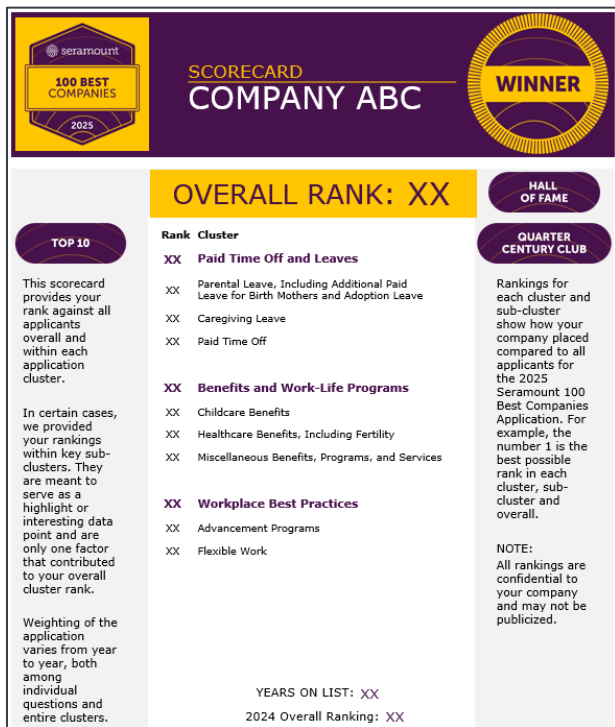 seramount
100 BEST
COMPANIES
2025
SCORECARD
COMPANY ABC
WINNER
OVERALL RANK: XX
HALL
OF FAME
TOP 10
QUARTER
CENTURY CLUB
This scorecard
provides your
rank against all
applicants
overall and
within each
application
cluster.
In certain cases,
we provided
your rankings
within key sub-
clusters. They
are meant to
serve as a
highlight or
interesting data
point and are
only one factor
that contributed
to your overall
cluster rank.
Weighting of the
application
varies from year
to year, both
among
individual
questions and
entire clusters.
Rank Cluster
XX Paid Time Off and Leaves
XX Parental Leave, Including Additional Paid
Leave for Birth Mothers and Adoption Leave
XX Caregiving Leave
XX Paid Time Off
XX Benefits and Work-Life Programs
XX Childcare Benefits
XX Healthcare Benefits, Including Fertility
XX Miscellaneous Benefits, Programs, and Services
XX Workplace Best Practices
XX Advancement Programs
XX Flexible Work
YEARS ON LIST: XX
2024 Overall Ranking: XX
Rankings for
each cluster and
sub-cluster
show how your
company placed
compared to all
applicants for
the 2025
Seramount 100
Best Companies
Application. For
example, the
number 1 is the
best possible
rank in each
cluster, sub-
cluster and
overall.
NOTE:
All rankings are
confidential to
your company
and may not be
publicized.